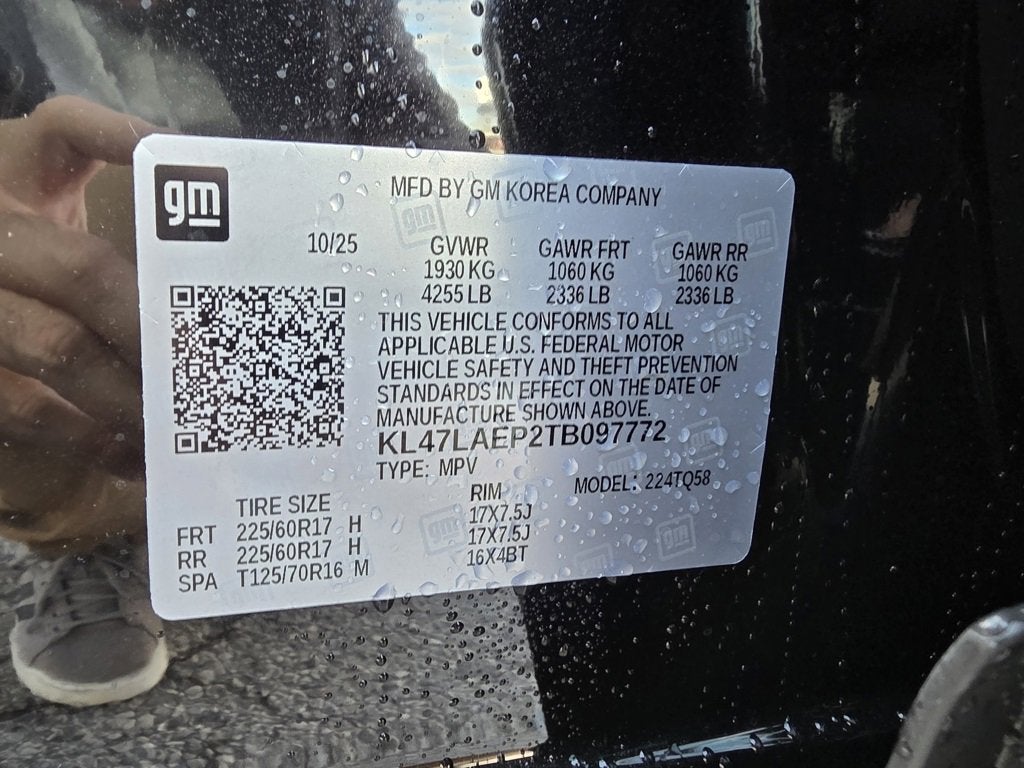 gm
MFD BY GM KOREA COMPANY
10/25 GVWR GAWR FRT GAWR RR
1930 KG 1060 KG 1060 KG
4255 LB 2336 LB 2336 LB
THIS VEHICLE CONFORMS TO ALL
APPLICABLE U.S. FEDERAL MOTOR
VEHICLE SAFETY AND THEFT PREVENTION
STANDARDS IN EFFECT ON THE DATE OF
MANUFACTURE SHOWN ABOVE.
KL47LAEP2TB097772
TYPE: MPV MODEL: 224TQ58
TIRE SIZE RIM
FRT 225/60R17 H 17X7.5J
RR 225/60R17 H 17X7.5J
SPA T125/70R16 M 16X4BT